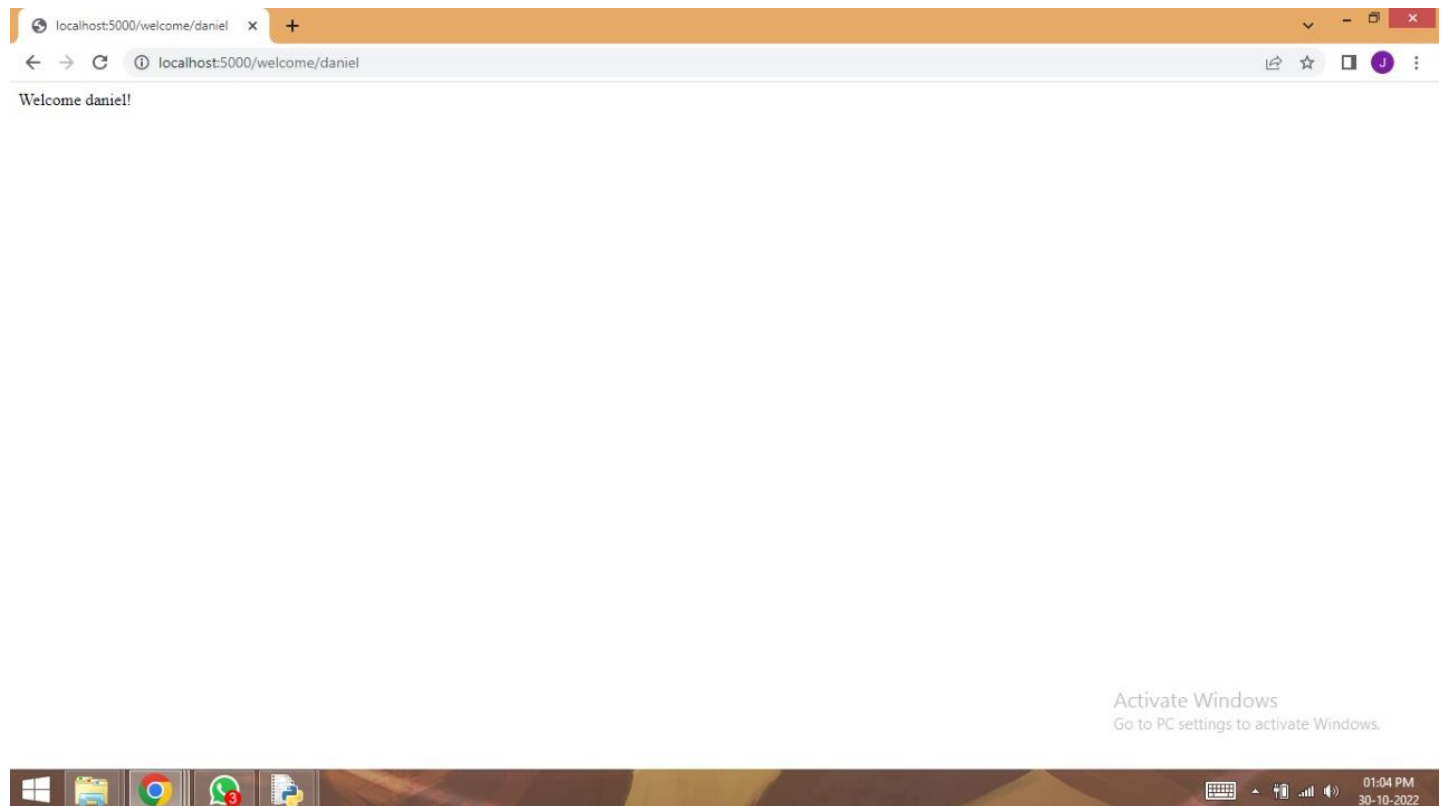 localhost:5000/welcome/daniel
localhost:5000/welcome/daniel
J
Welcome daniel!
Activate Windows
Go to PC settings to activate Windows.
3
01:04 PM
30-10-2022